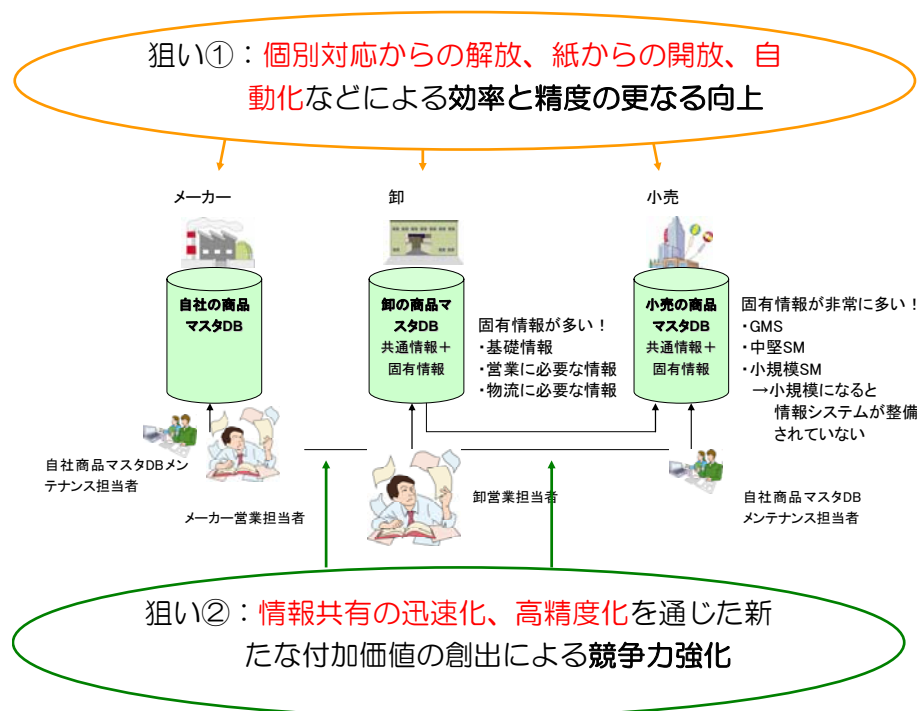 狙い①：個別対応からの解放、紙からの開放、自
動化などによる効率と精度の更なる向上
メーカー
卸
小売
自社の商品
マスタDB
卸の商品マ
スタDB
共通情報＋
固有情報
固有情報が多い！
・基礎情報
・営業に必要な情報
・物流に必要な情報
小売の商品
マスタDB
共通情報＋
固有情報
固有情報が非常に多い！
・GMS
・中堅SM
・小規模SM
→小規模になると
情報システムが整備
されていない
自社商品マスタDBメン
テナンス担当者
メーカー営業担当者
卸営業担当者
自社商品マスタDB
メンテナンス担当者
狙い②：情報共有の迅速化、高精度化を通じた新
たな付加価値の創出による競争力強化